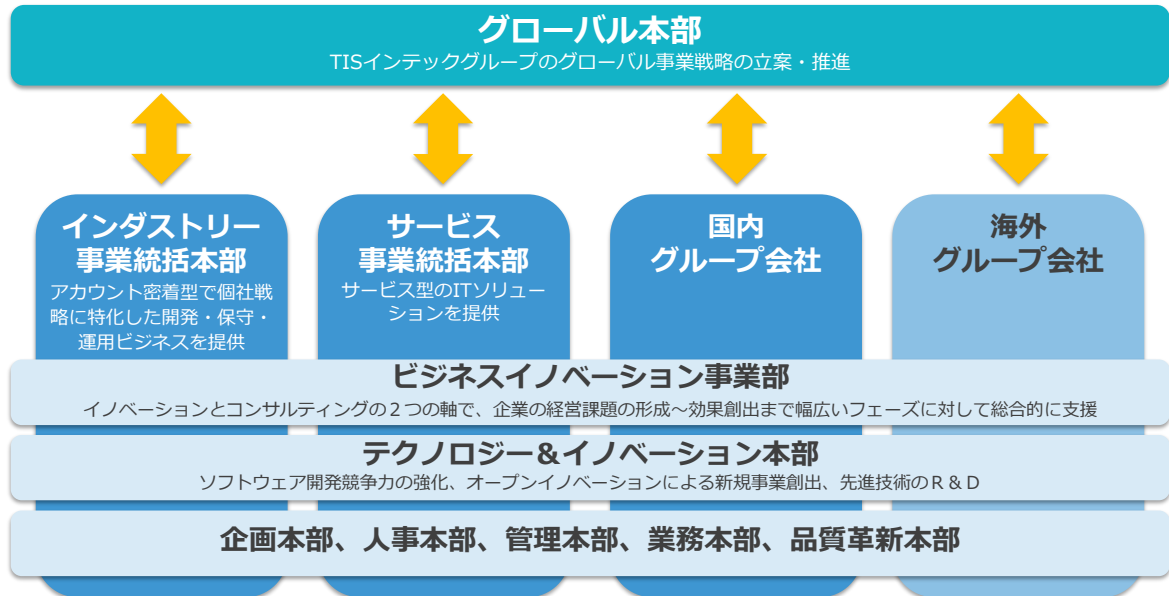 グローバル本部
TISインテックグループのグローバル事業戦略の立案・推進
インダストリー
事業統括本部
アカウント密着型で個社戦
略に特化した開発・保守・
運用ビジネスを提供
サービス
事業統括本部
サービス型のITソリュー
ションを提供
国内
グループ会社
海外
グループ会社
ビジネスイノベーション事業部
イノベーションとコンサルティングの２つの軸で、企業の経営課題の形成～効果創出まで幅広いフェーズに対して総合的に支援
テクノロジー＆イノベーション本部
ソフトウェア開発競争力の強化、オープンイノベーションによる新規事業創出、先進技術のＲ＆Ｄ
企画本部、人事本部、管理本部、業務本部、品質革新本部